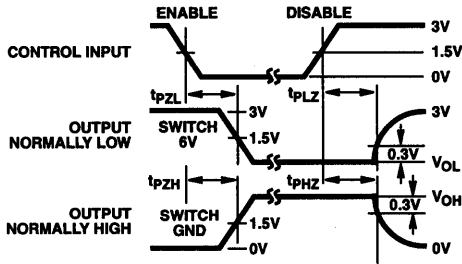 ENABLE DISABLE
3V
CONTROL INPUT 1.5V
0V
tPZL tPLZ
3V 3V
OUTPUT NORMALLY LOW
SWITCH 6V
1.5V
0.3V
VOL
tPZH tPHZ
VOH
OUTPUT NORMALLY HIGH
SWITCH GND
0.3V
1.5V
0V 0V